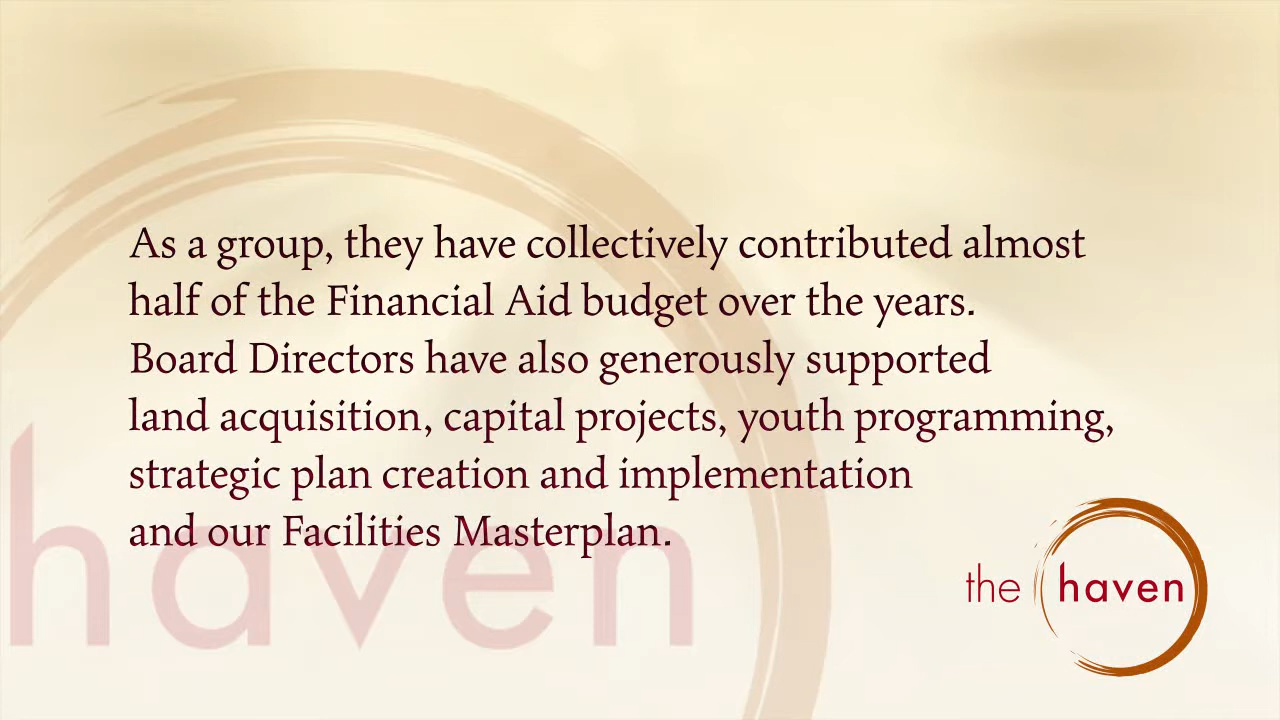 As a group, they have collectively contributed almost
half of the Financial Aid budget over the years.
Board Directors have also generously supported
land acquisition, capital projects, youth programming,
strategic plan creation and implementation
and our Facilities Masterplan.
haven
the haven